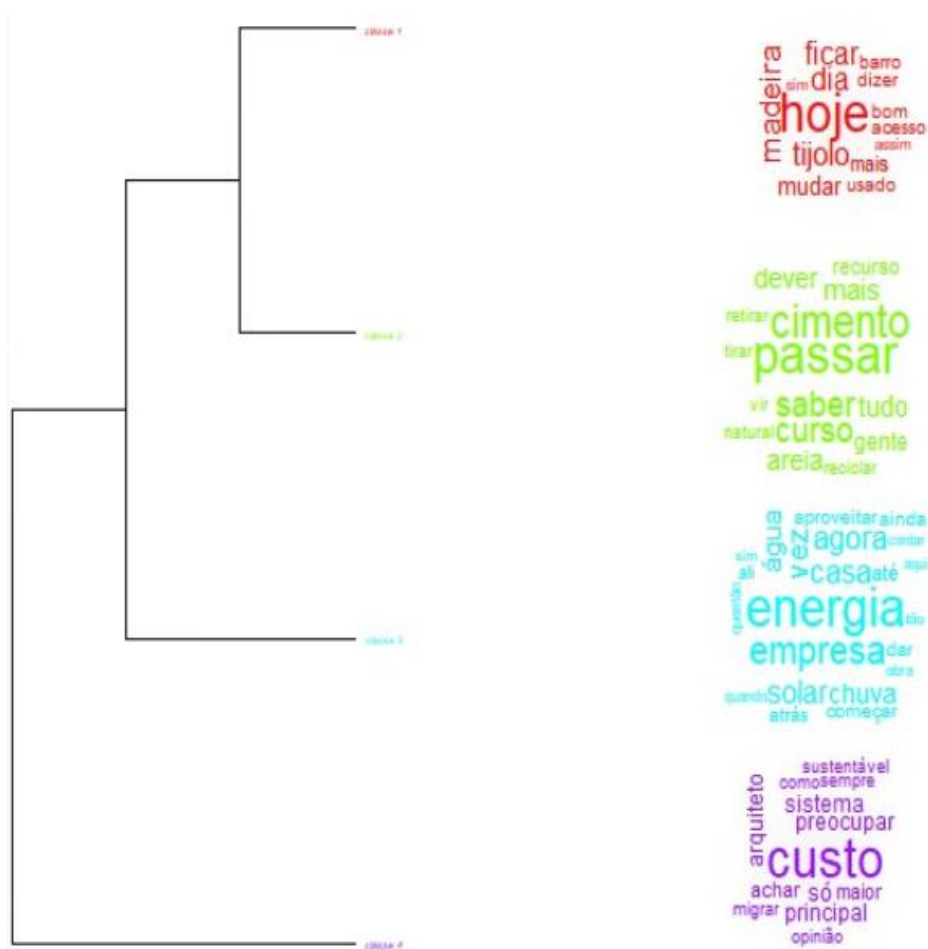 classe 1
madeira
ficar barro
sim dia dizer
hoje bom
acesso
assim
tijolo mais
mudar usado
classe 2
recurso
dever mais
retirar cimento
tirar passar
vir saber tudo
natural curso gente
areia reciclar
classe 3
água aproveitar ainda
vez agora contar
sim
ali casa até aqui
questão energia
empresa dar
obra
quando solar chuva
atrás começar
classe 4
sustentável
como sempre
arquiteto sistema
preocupar
custo
achar só maior
migrar principal
opinião